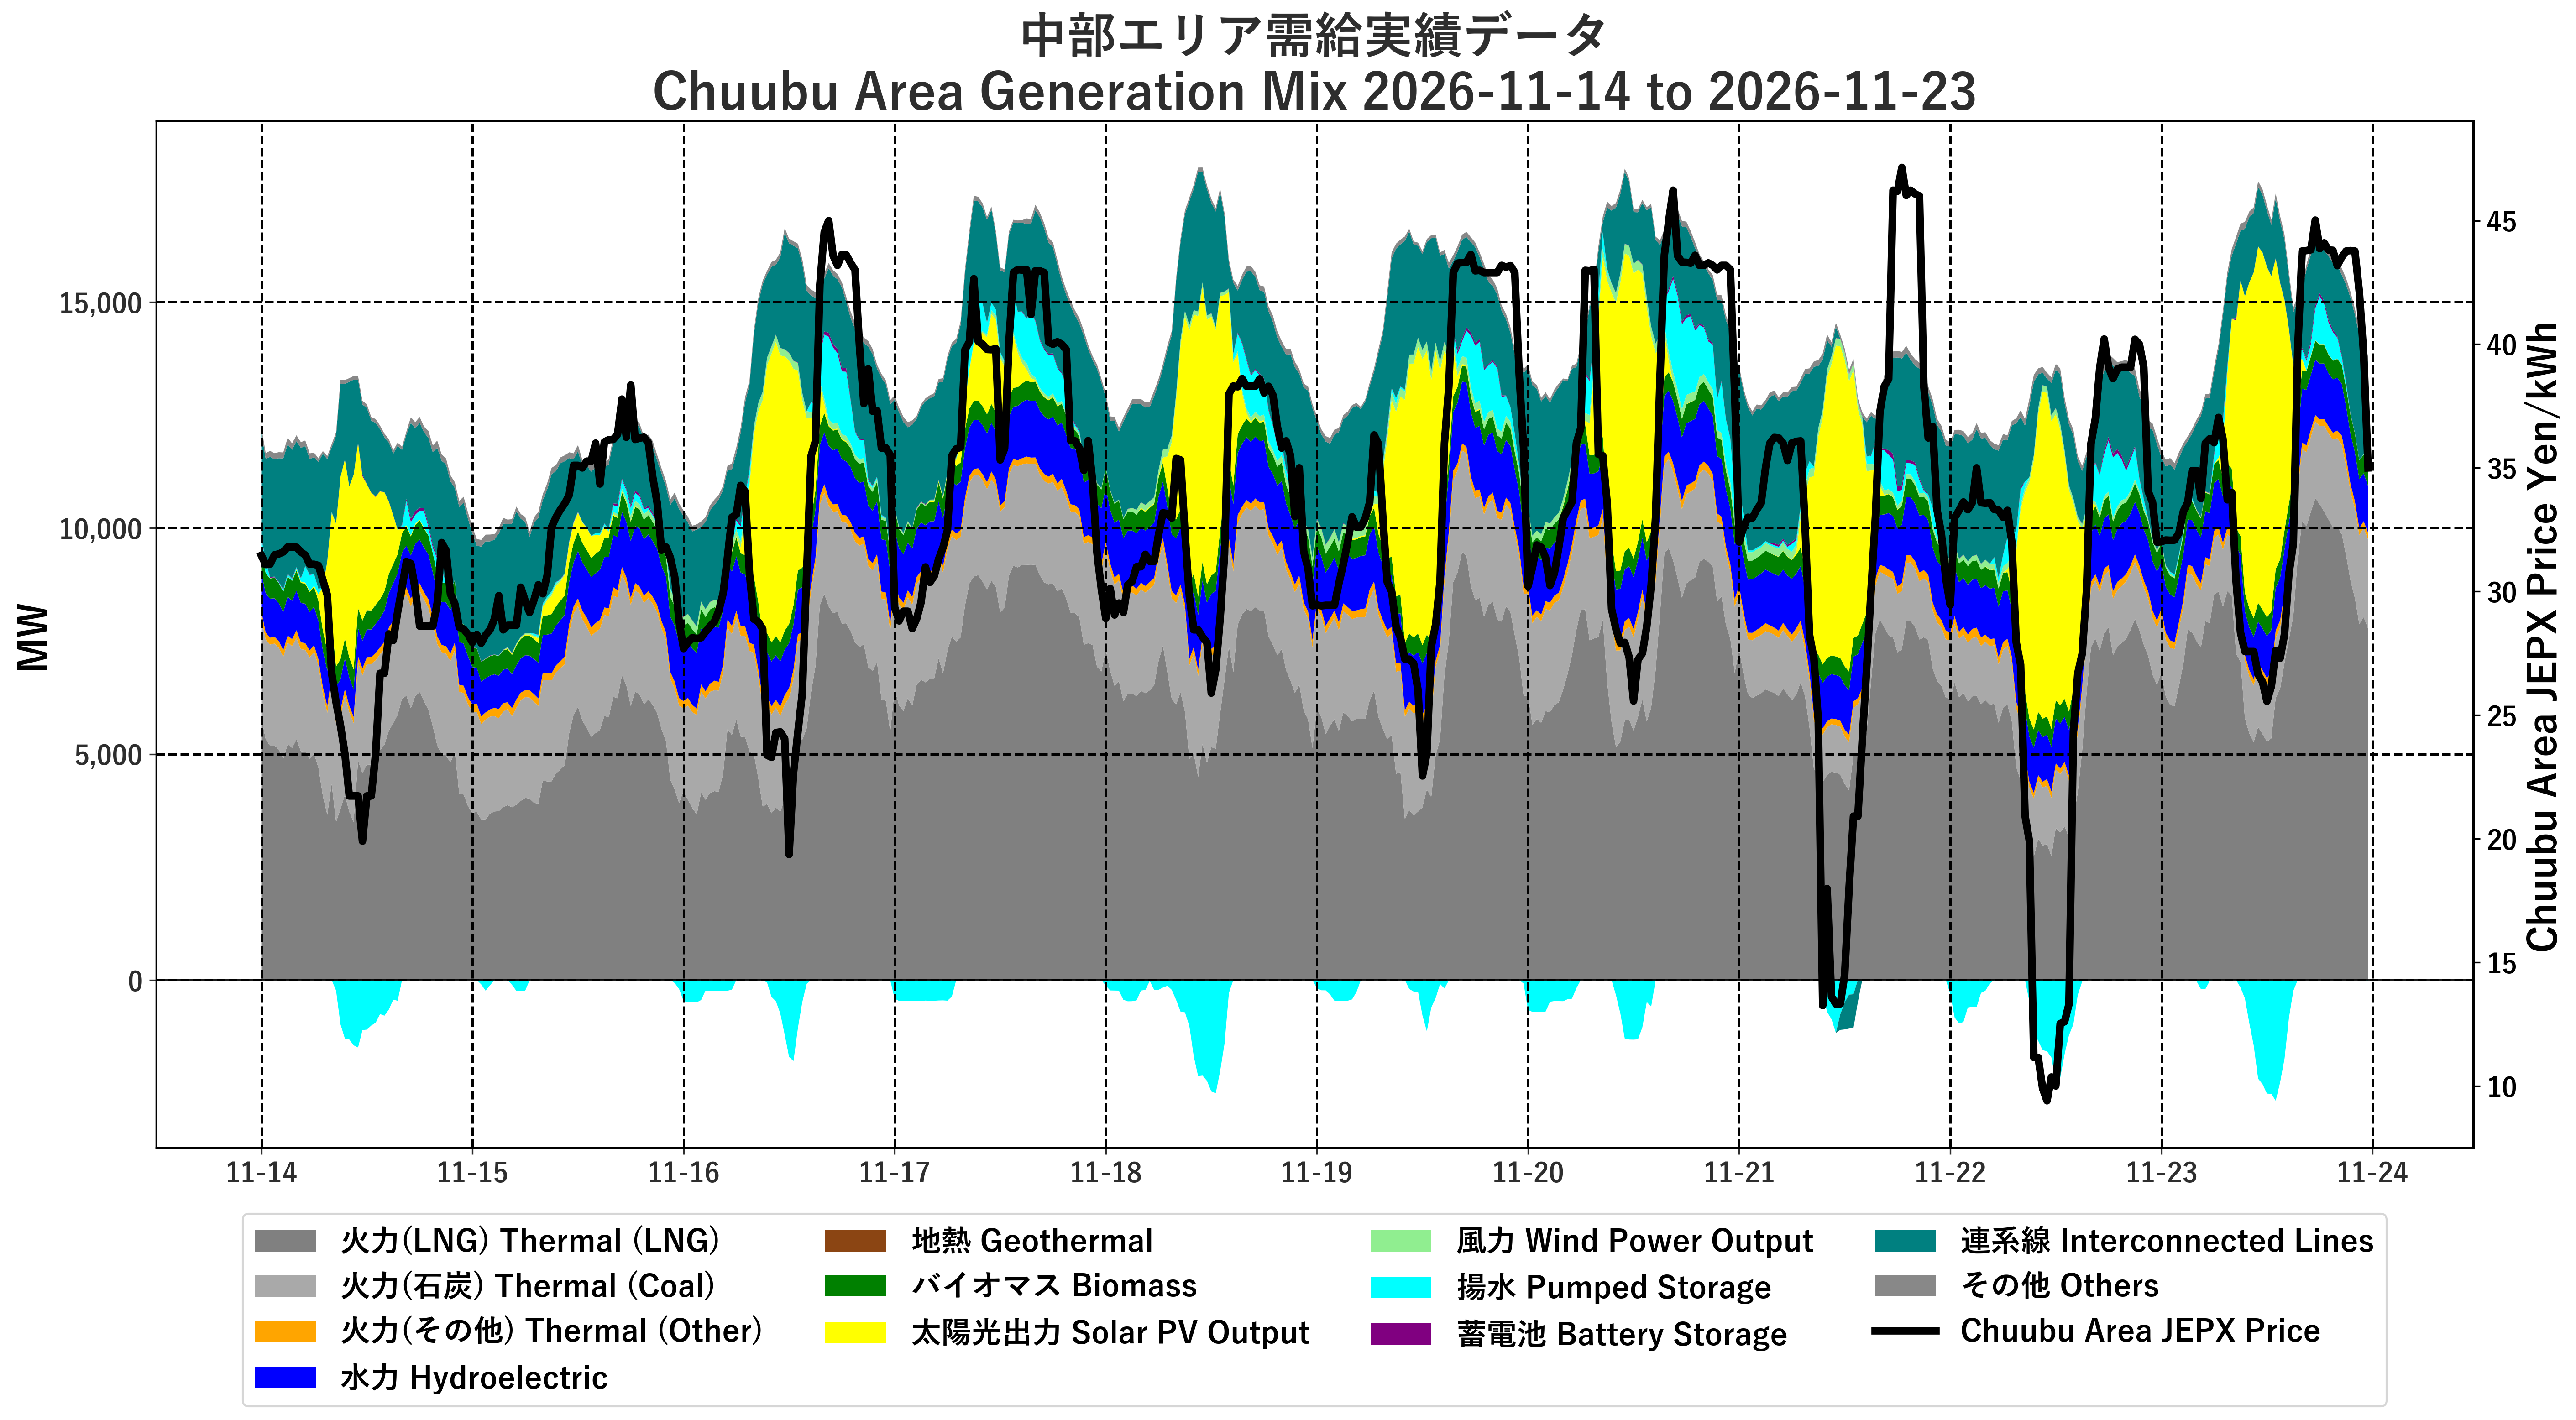 中部エリア需給実績データ
Chuubu Area Generation Mix 2026-11-14 to 2026-11-23
MW
15,000
10,000
5,000
0
45
40
35
30
25
20
15
10
Chuubu Area JEPX Price Yen/kWh
11-14 11-15 11-16 11-17 11-18 11-19 11-20 11-21 11-22 11-23 11-24
火力(LNG) Thermal (LNG)
火力(石炭) Thermal (Coal)
火力(その他) Thermal (Other)
水力 Hydroelectric
地熱 Geothermal
バイオマス Biomass
太陽光出力 Solar PV Output
風力 Wind Power Output
揚水 Pumped Storage
蓄電池 Battery Storage
連系線 Interconnected Lines
その他 Others
Chuubu Area JEPX Price